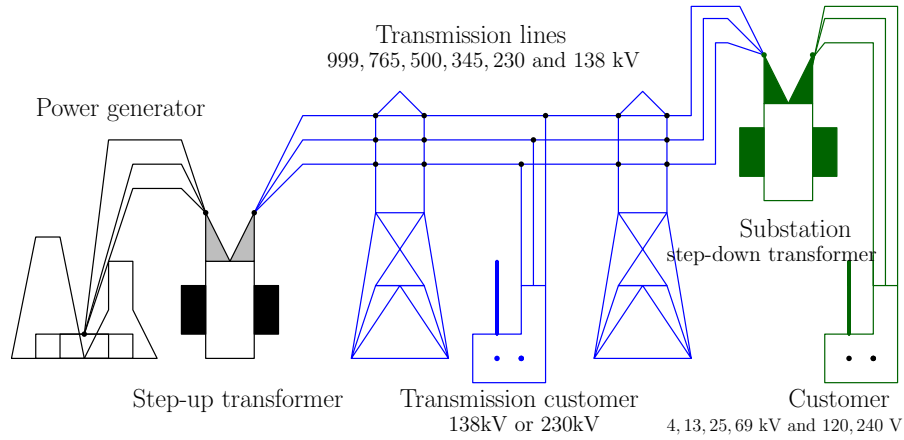 Transmission lines
999, 765, 500, 345, 230 and 138 kV
Power generator
Substation
step-down transformer
Step-up transformer
Transmission customer
138kV or 230kV
Customer
4, 13, 25, 69 kV and 120, 240 V